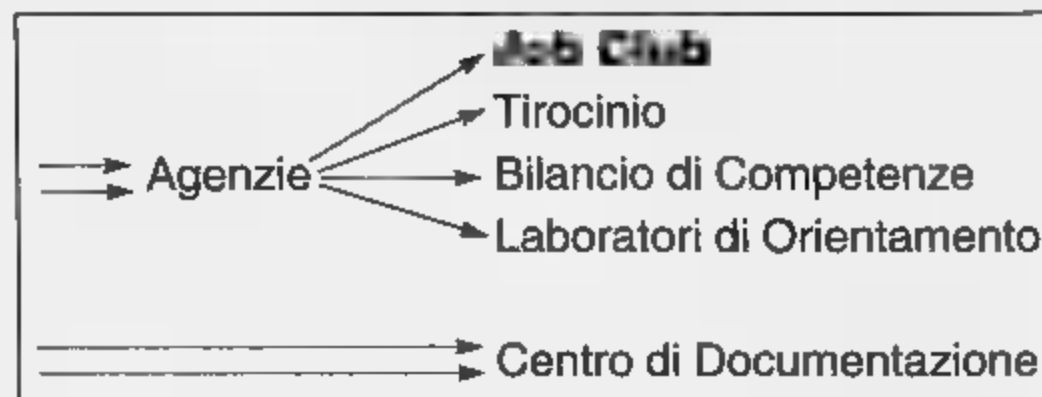 Tirocinio
Agenzie
Bilancio di Competenze
Laboratori di Orientamento
Centro di Documentazione